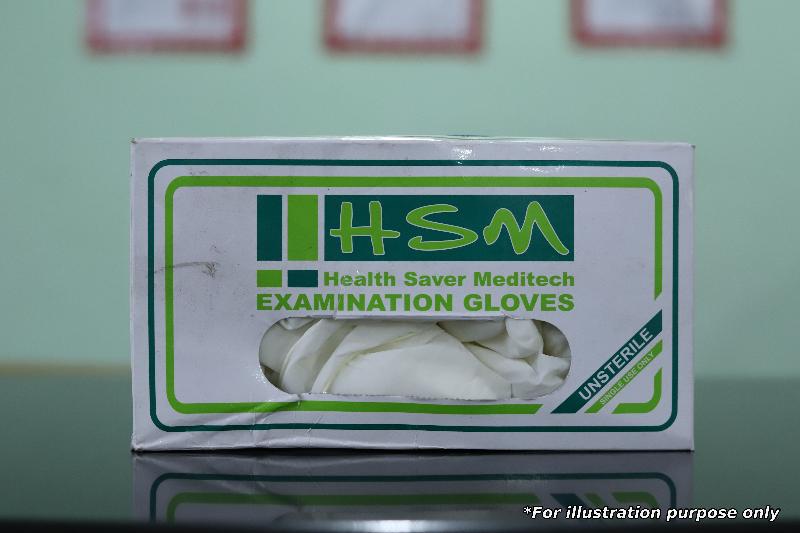 HSM
Health Saver Meditech
EXAMINATION GLOVES
UNSTERILE
SINGLE USE ONLY
*For illustration purpose only